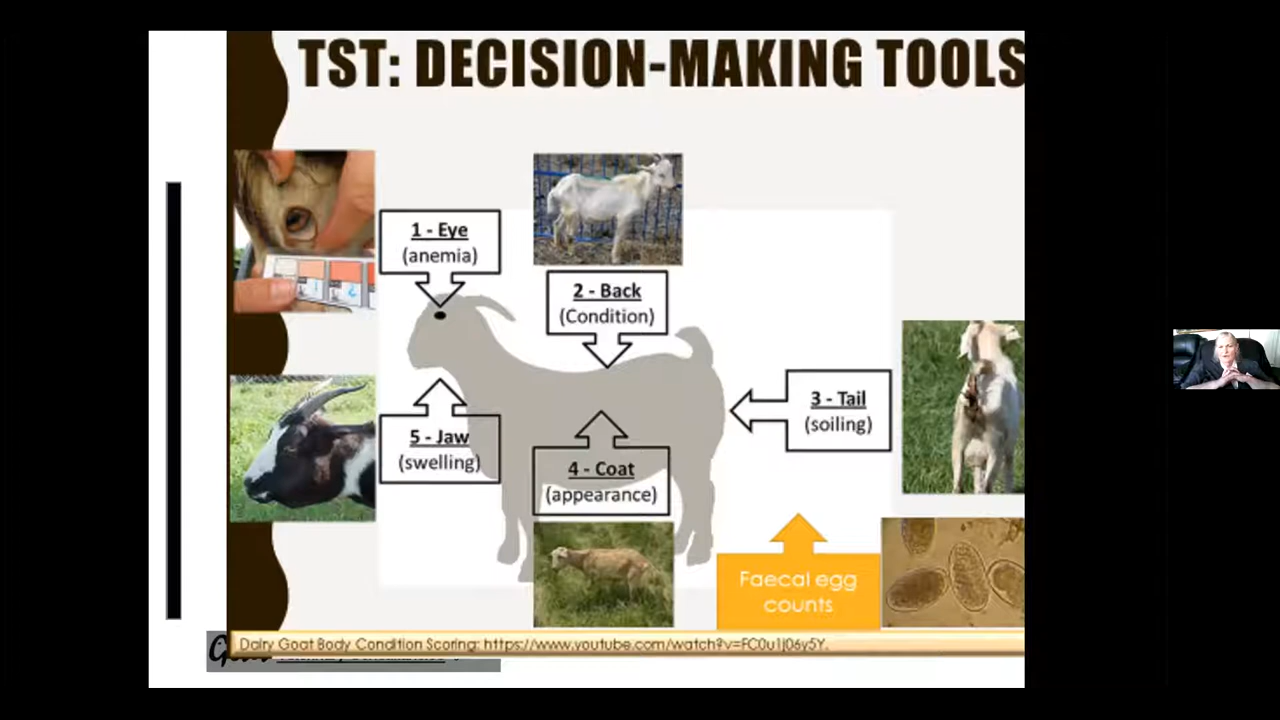 TST: DECISION-MAKING TOOLS
1 - Eye
(anemia)
2 - Back
(Condition)
3 - Tail
(soiling)
5 - Jaw
(swelling)
4 - Coat
(appearance)
Faecal egg
counts
Dairy Goat Body Condition Scoring: https://www.youtube.com/watch?v=FC0u1j06y5Y.